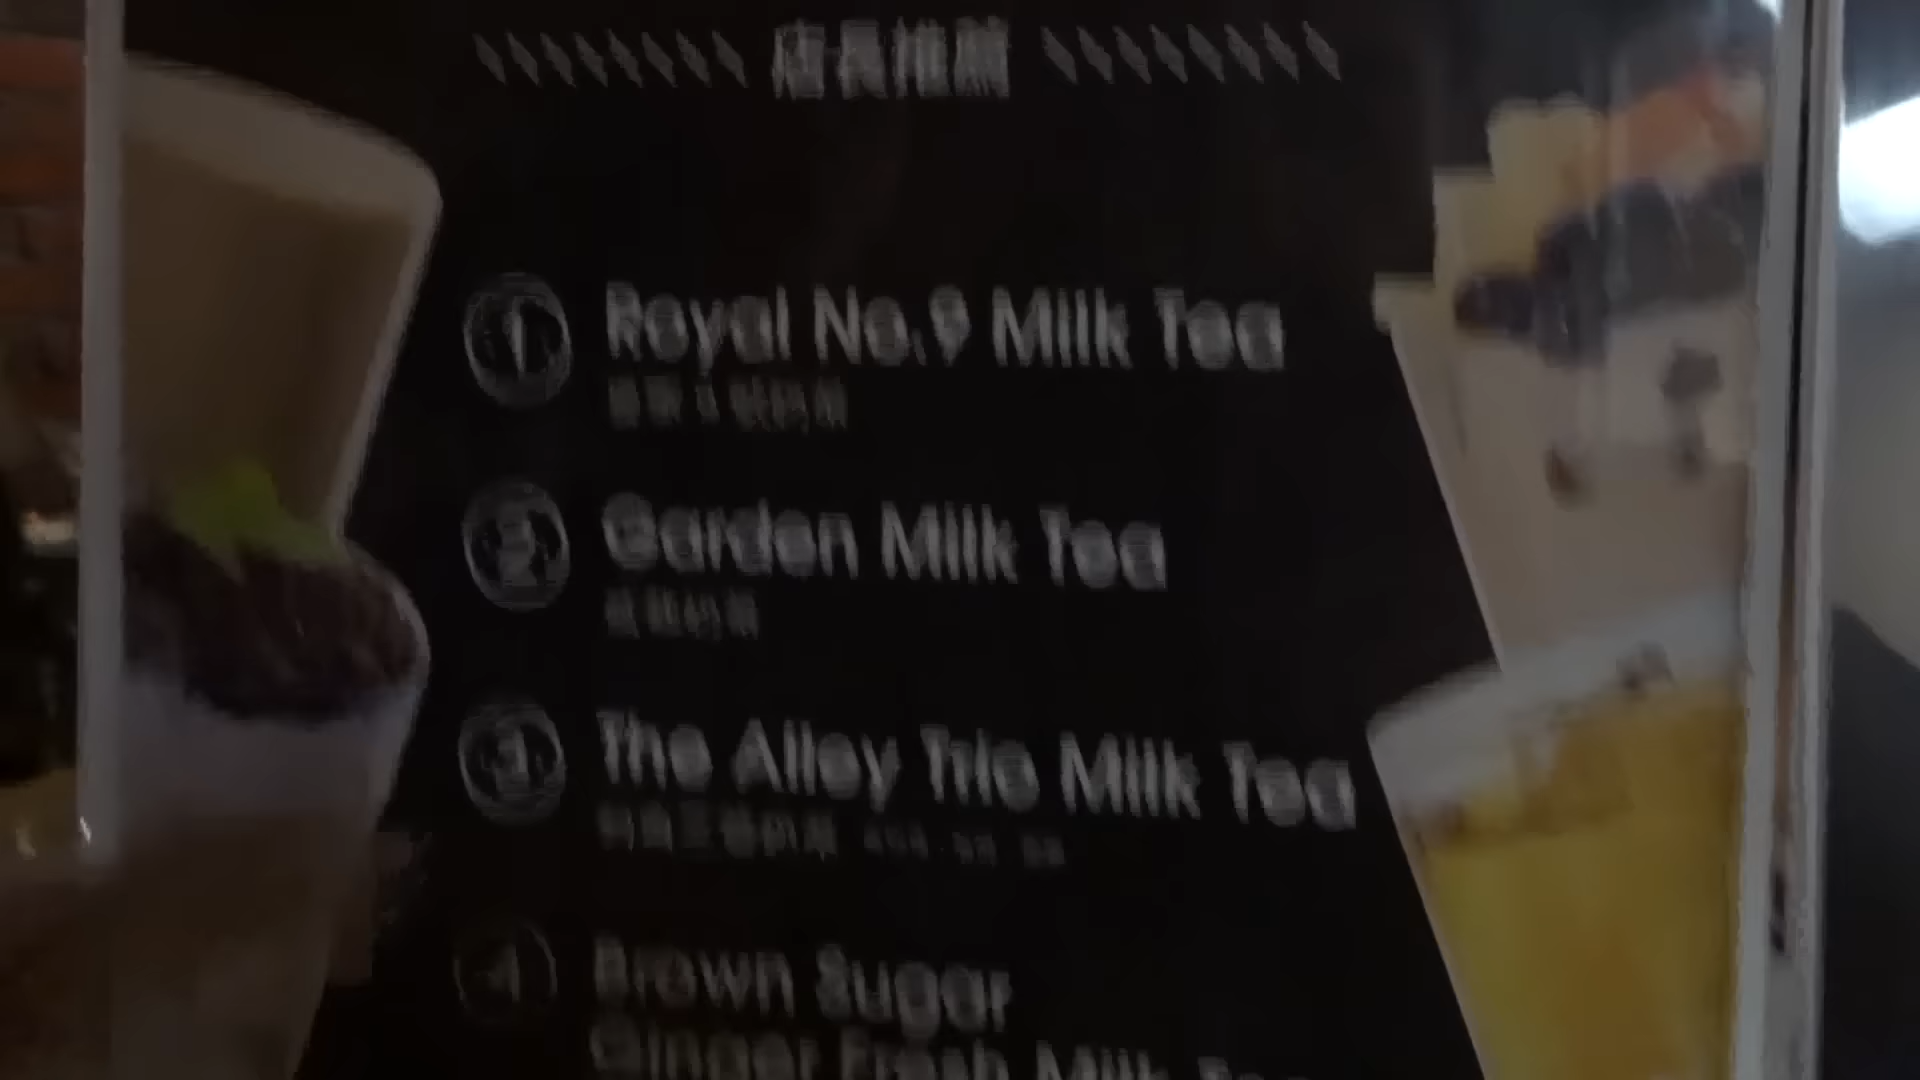 店長推薦
1 Royal No.9 Milk Tea
2 Garden Milk Tea
3 The Alley Trio Milk Tea
4 Brown Sugar
Ginger Fresh Milk Tea